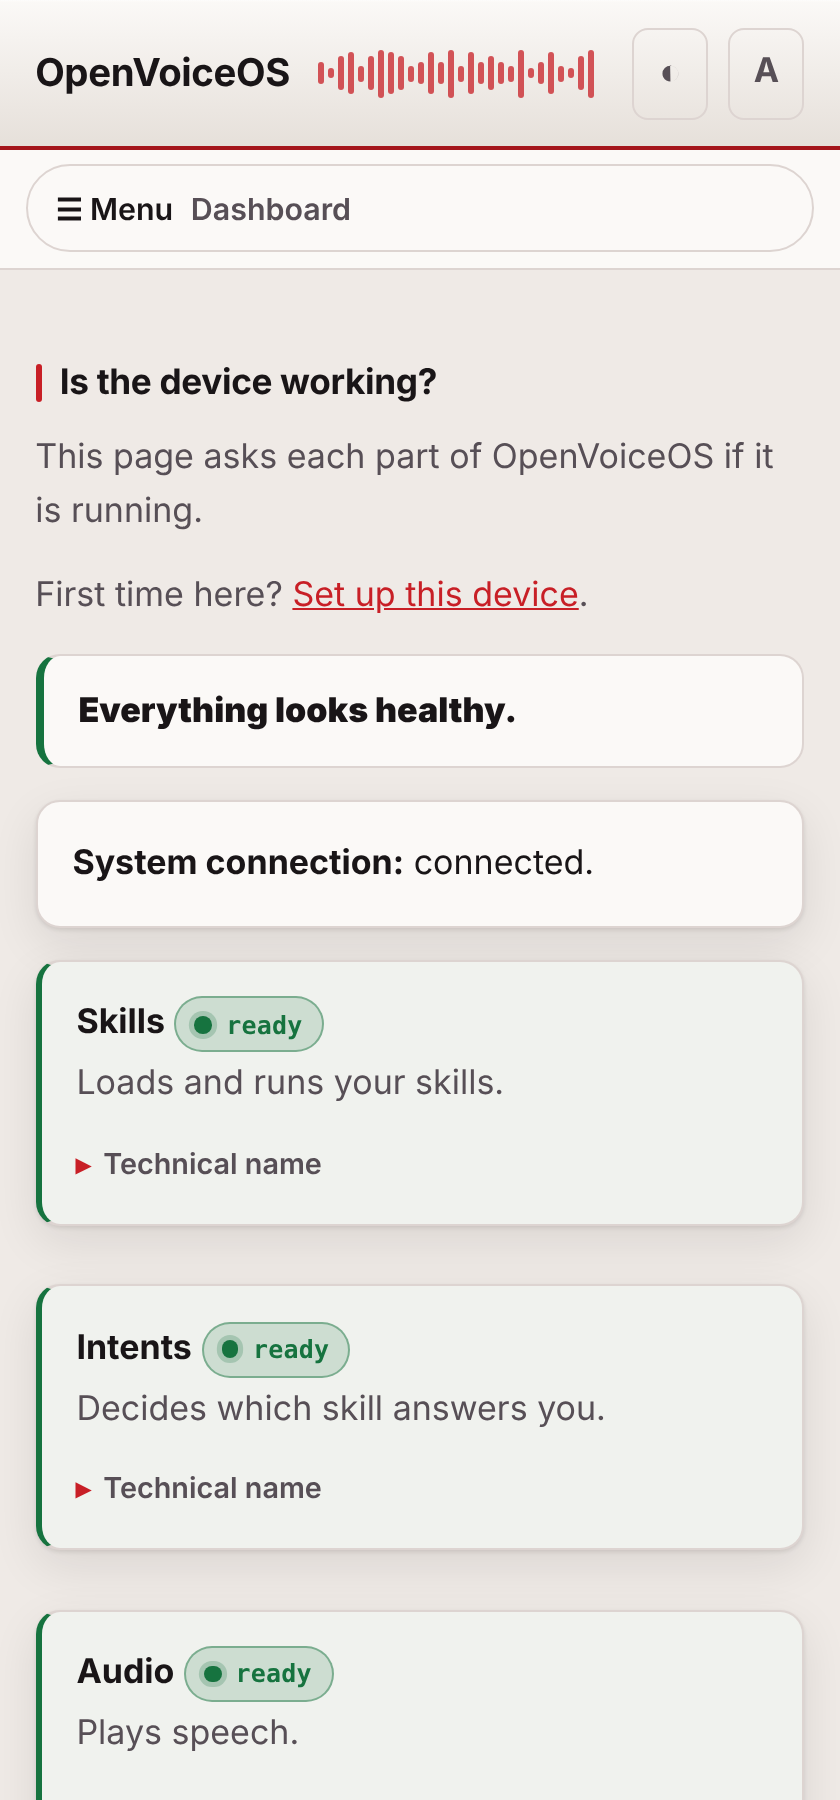 OpenVoiceOS
A
☰ Menu Dashboard
Is the device working?
This page asks each part of OpenVoiceOS if it
is running.
First time here? Set up this device.
Everything looks healthy.
System connection: connected.
Skills ready
Loads and runs your skills.
▸ Technical name
Intents ready
Decides which skill answers you.
▸ Technical name
Audio ready
Plays speech.